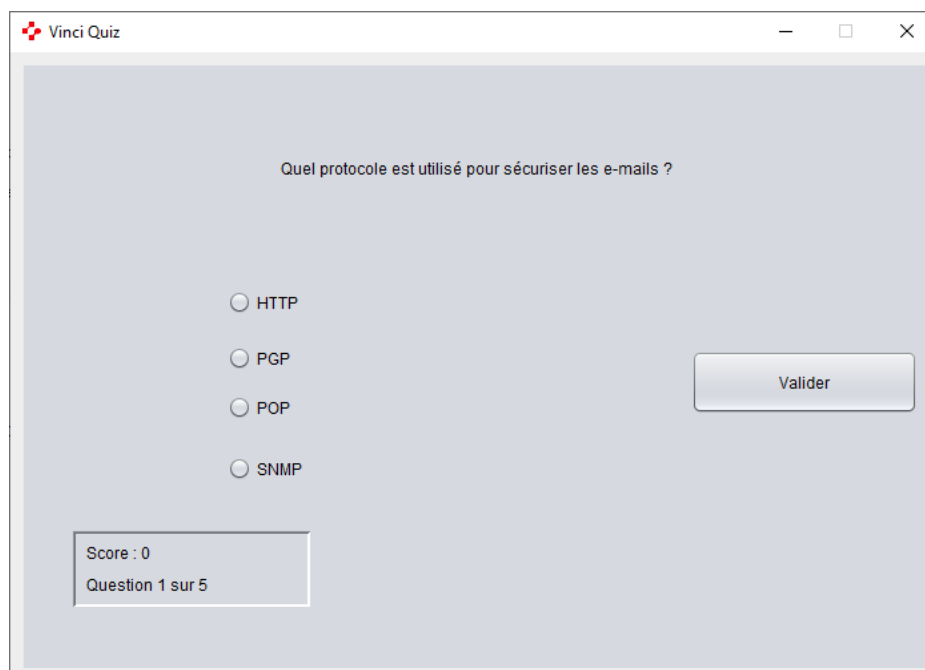 Vinci Quiz
Quel protocole est utilisé pour sécuriser les e-mails ?
HTTP
PGP
POP
SNMP
Valider
Score : 0
Question 1 sur 5